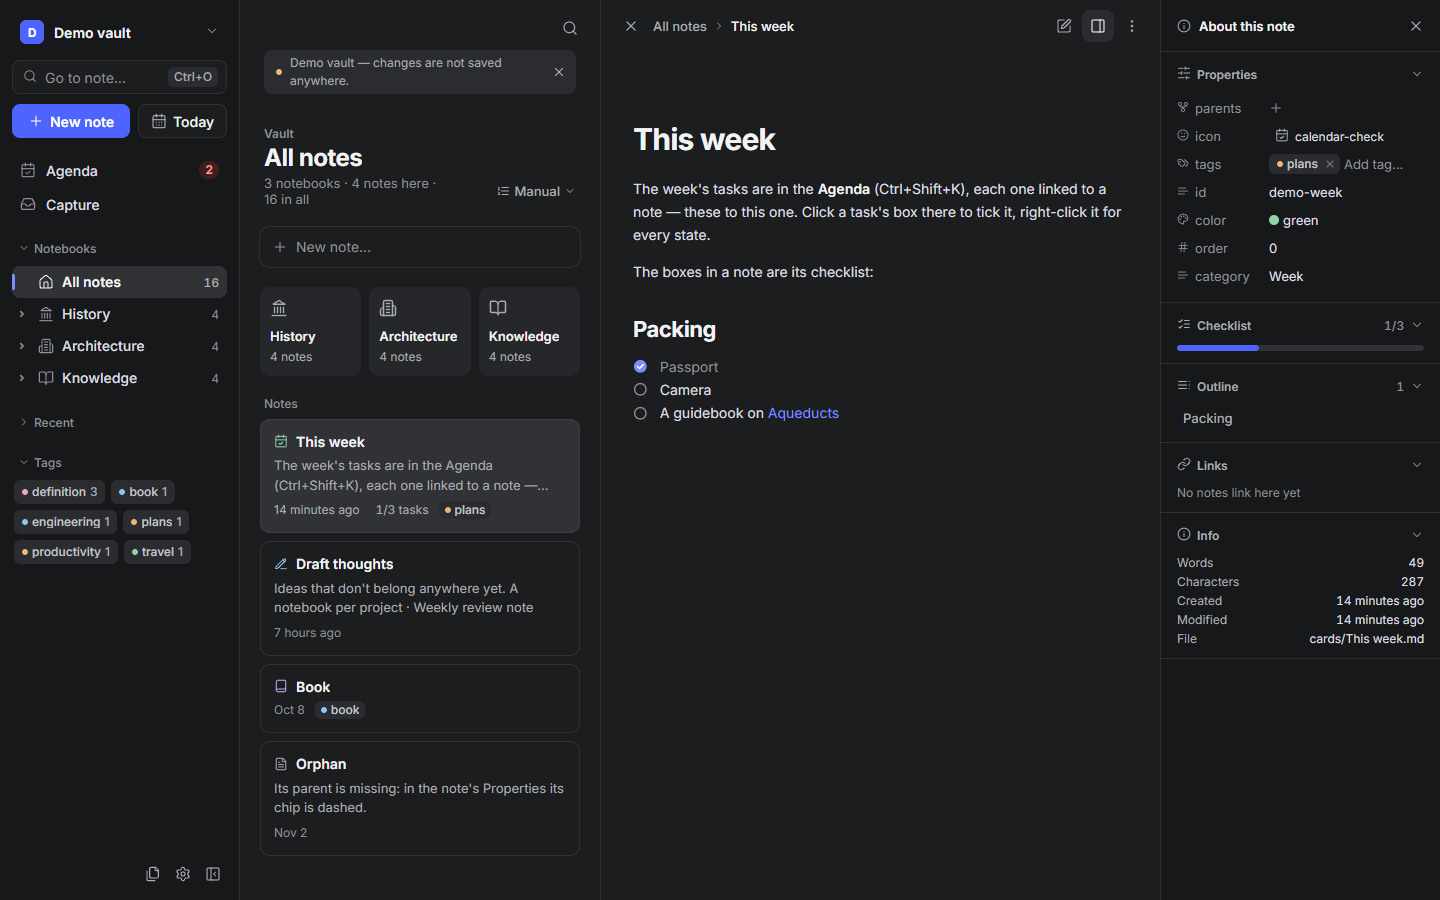 D Demo vault
Go to note... Ctrl+O
New note Today
Agenda 2
Capture
Notebooks
All notes 16
History 4
Architecture 4
Knowledge 4
Recent
Tags
definition 3 book 1
engineering 1 plans 1
productivity 1 travel 1
Demo vault — changes are not saved
anywhere.
Vault
All notes
3 notebooks · 4 notes here ·
16 in all
Manual
New note...
History
4 notes
Architecture
4 notes
Knowledge
4 notes
Notes
This week
The week's tasks are in the Agenda
(Ctrl+Shift+K), each one linked to a note —...
14 minutes ago 1/3 tasks plans
Draft thoughts
Ideas that don't belong anywhere yet. A
notebook per project · Weekly review note
7 hours ago
Book
Oct 8 book
Orphan
Its parent is missing: in the note's Properties its
chip is dashed.
Nov 2
All notes › This week
This week
The week's tasks are in the Agenda (Ctrl+Shift+K), each one linked to a
note — these to this one. Click a task's box there to tick it, right-click it for
every state.
The boxes in a note are its checklist:
Packing
Passport
Camera
A guidebook on Aqueducts
About this note
Properties
parents
icon calendar-check
tags plans Add tag...
id demo-week
color green
order 0
category Week
Checklist 1/3
Outline 1
Packing
Links
No notes link here yet
Info
Words 49
Characters 287
Created 14 minutes ago
Modified 14 minutes ago
File cards/This week.md